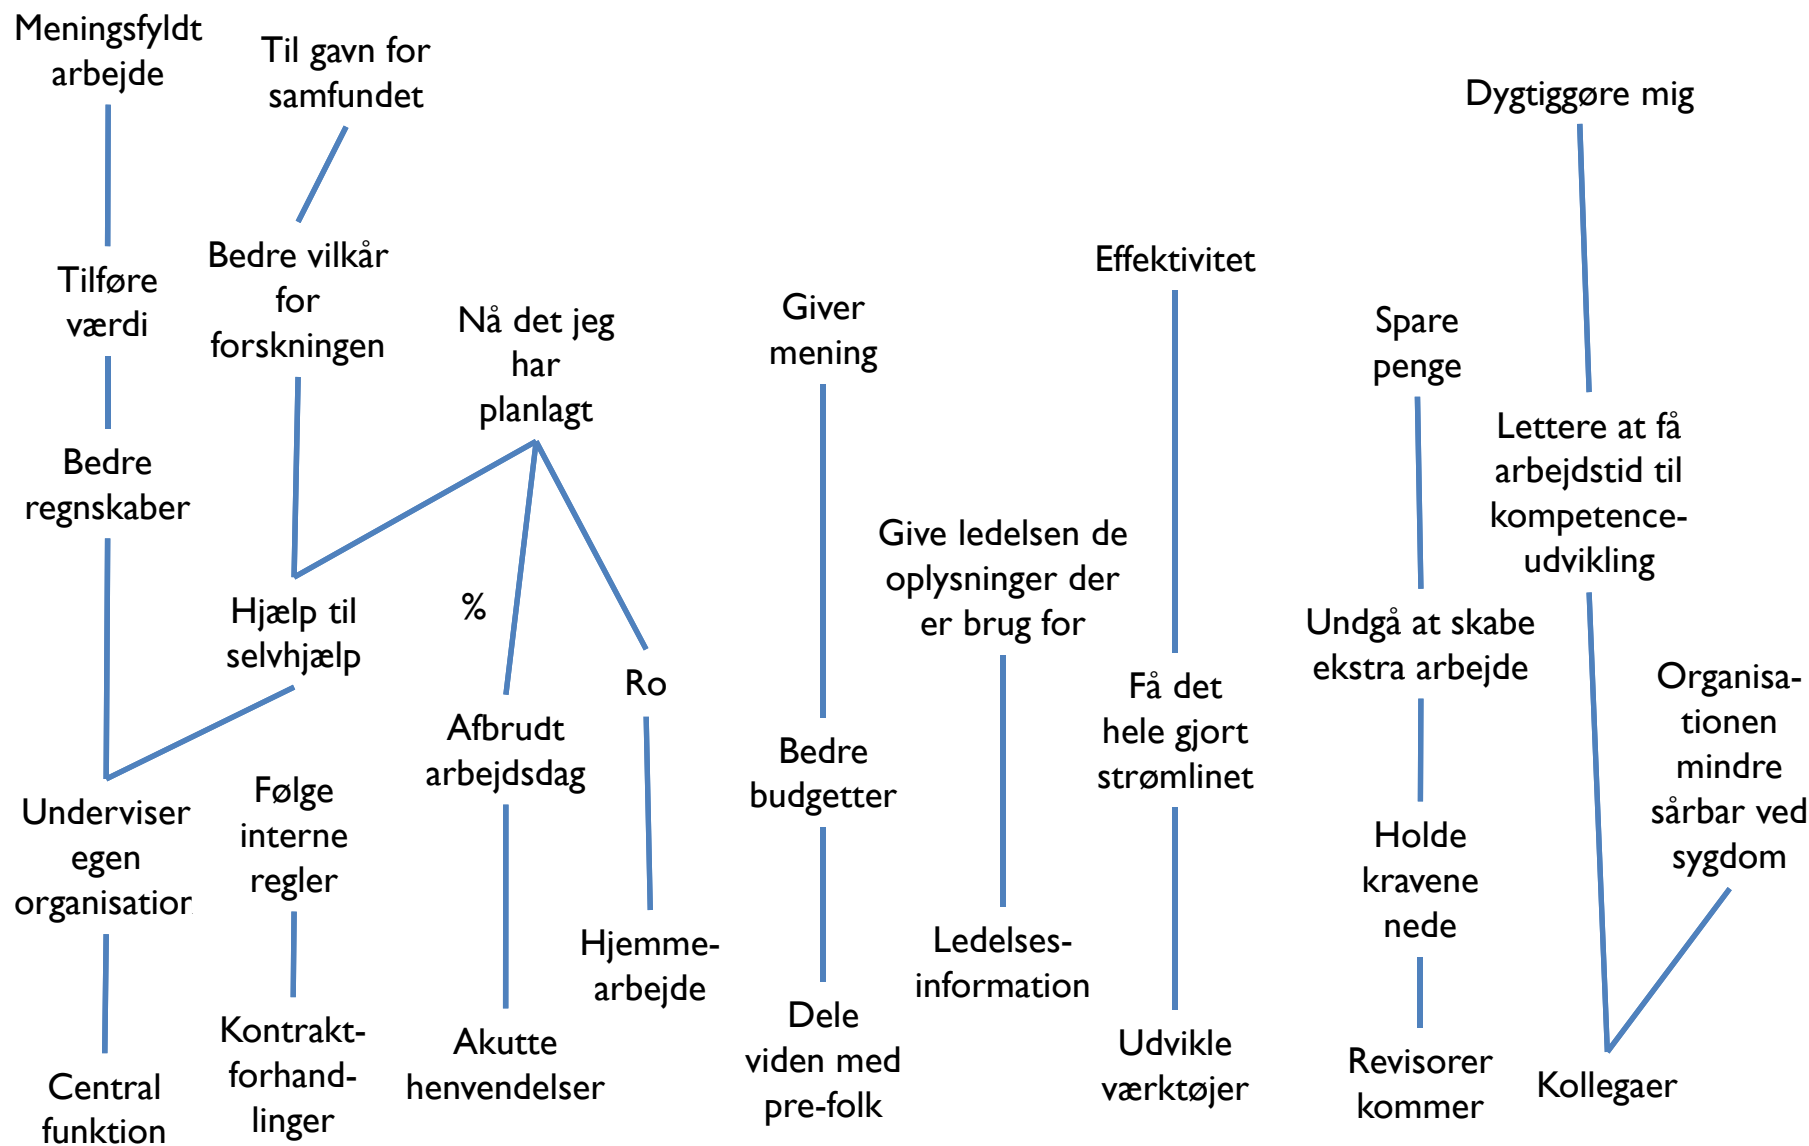 Meningsfyldt
arbejde
Til gavn for
samfundet
Dygtiggøre mig
Tilføre
værdi
Bedre vilkår
for
forskningen
Nå det jeg
har
planlagt
Giver
mening
Effektivitet
Spare
penge
Bedre
regnskaber
Lettere at få
arbejdstid til
kompetence-
udvikling
Give ledelsen de
oplysninger der
er brug for
Hjælp til
selvhjælp
%
Ro
Undgå at skabe
ekstra arbejde
Organisa-
tionen
mindre
sårbar ved
sygdom
Afbrudt
arbejdsdag
Bedre
budgetter
Få det
hele gjort
strømlinet
Underviser
egen
organisation
Følge
interne
regler
Holde
kravene
nede
Hjemme-
arbejde
Ledelses-
information
Central
funktion
Kontrakt-
forhand-
linger
Akutte
henvendelser
Dele
viden med
pre-folk
Udvikle
værktøjer
Revisorer
kommer
Kollegaer